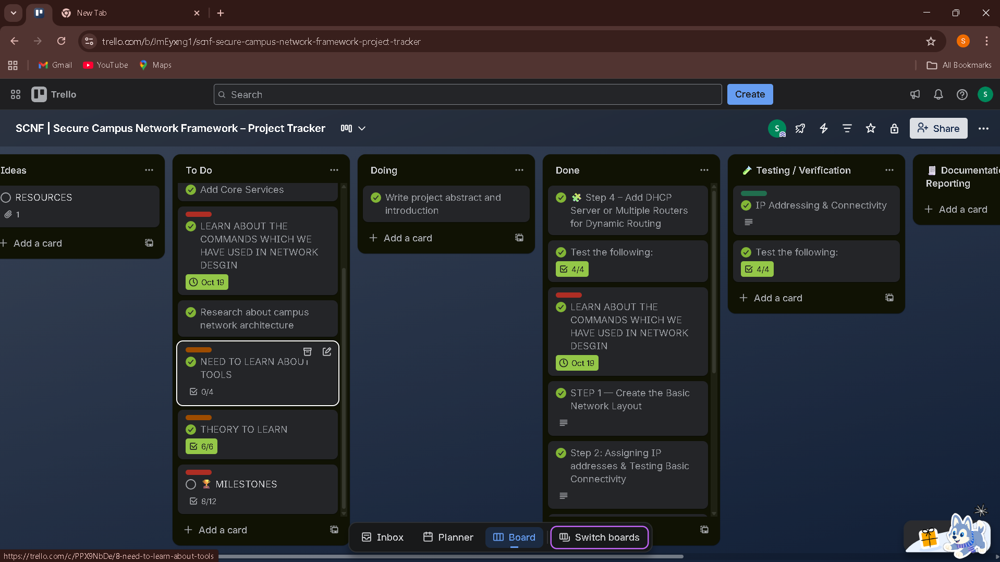 New Tab
trello.com/b/JmEyxng1/scnf-secure-campus-network-framework-project-tracker
S
Gmail
YouTube
Maps
All Bookmarks
Trello
Search
Create
S
SCNF | Secure Campus Network Framework – Project Tracker
S
Share
Ideas
RESOURCES
1
Add a card
To Do
Add Core Services
LEARN ABOUT THE
COMMANDS WHICH WE
HAVE USED IN NETWORK
DESGIN
Oct 19
Research about campus
network architecture
NEED TO LEARN ABOUT
TOOLS
0/4
THEORY TO LEARN
6/6
MILESTONES
8/12
Add a card
Doing
Write project abstract and
introduction
Add a card
Done
Step 4 – Add DHCP
Server or Multiple Routers
for Dynamic Routing
Test the following:
4/4
LEARN ABOUT THE
COMMANDS WHICH WE
HAVE USED IN NETWORK
DESGIN
Oct 19
STEP 1 — Create the Basic
Network Layout
Step 2: Assigning IP
addresses & Testing Basic
Connectivity
Testing / Verification
IP Addressing & Connectivity
Test the following:
4/4
Add a card
Documentati
Reporting
Add a card
Inbox
Planner
Board
Switch boards
https://trello.com/c/PPX9NbDe/8-need-to-learn-about-tools